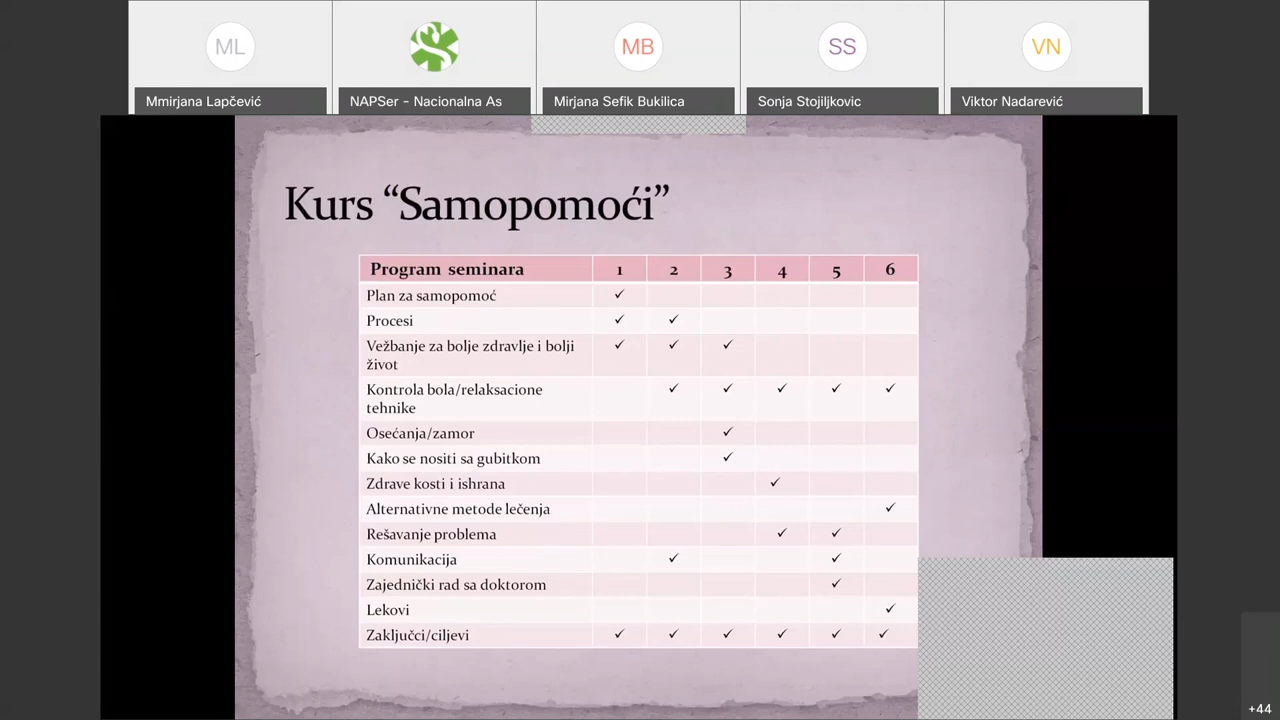 ML
MB
SS
VN
Mmirjana Lapčević
NAPSer - Nacionalna As
Mirjana Sefik Bukilica
Sonja Stojiljkovic
Viktor Nadarević
Kurs “Samopomoći”
Program seminara 1 2 3 4 5 6
Plan za samopomoć ✓
Procesi ✓ ✓
Vežbanje za bolje zdravlje i bolji ✓ ✓ ✓
život
Kontrola bola/relaksacione ✓ ✓ ✓ ✓ ✓
tehnike
Osećanja/zamor ✓
Kako se nositi sa gubitkom ✓
Zdrave kosti i ishrana ✓
Alternativne metode lečenja ✓
Rešavanje problema ✓ ✓
Komunikacija ✓ ✓
Zajednički rad sa doktorom ✓
Lekovi ✓
Zaključci/ciljevi ✓ ✓ ✓ ✓ ✓ ✓
+44